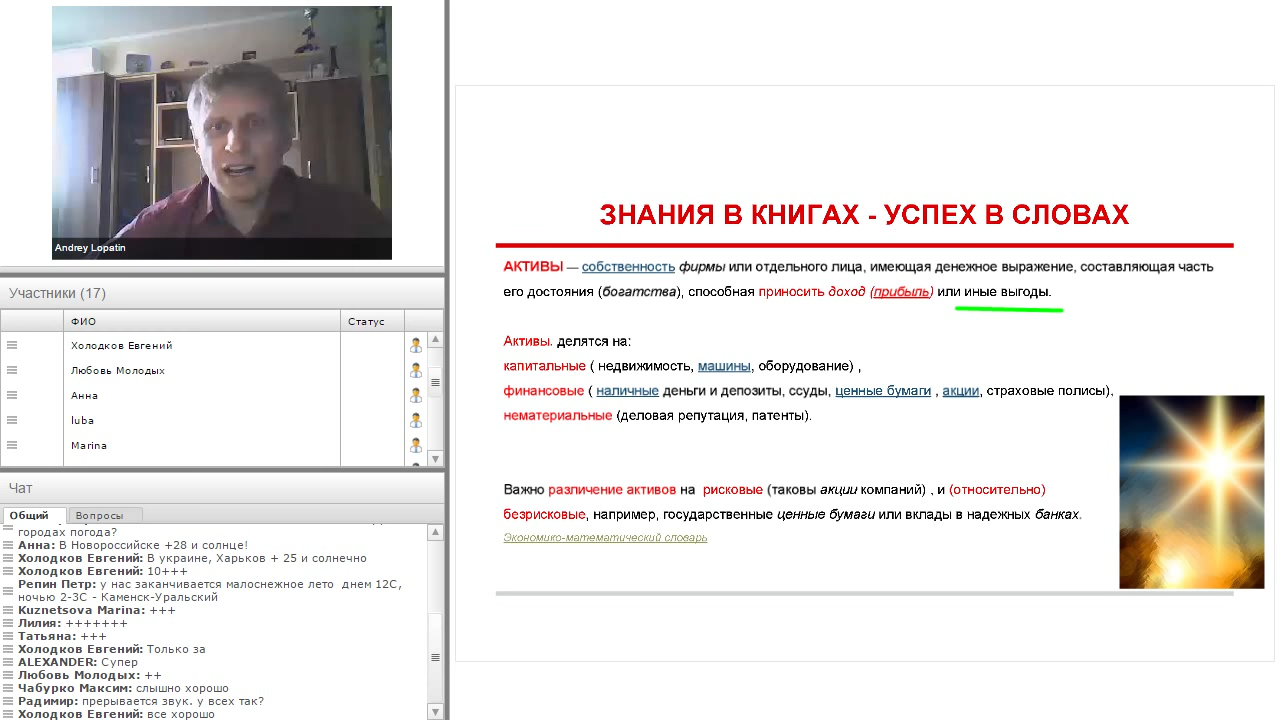 Andrey Lopatin
Участники (17)
ФИО
Статус
Холодков Евгений
Любовь Молодых
Анна
luba
Marina
Чат
Общий
Вопросы
городах погода?
Анна: В Новороссийске +28 и солнце!
Холодков Евгений: В украине, Харьков + 25 и солнечно
Холодков Евгений: 10+++
Репин Петр: у нас заканчивается малоснежное лето днем 12С,
ночью 2-3С - Каменск-Уральский
Kuznetsova Marina: +++
Лилия: +++++++
Татьяна: +++
Холодков Евгений: Только за
ALEXANDER: Супер
Любовь Молодых: ++
Чабурко Максим: слышно хорошо
Радимир: прерывается звук. у всех так?
Холодков Евгений: все хорошо
ЗНАНИЯ В КНИГАХ - УСПЕХ В СЛОВАХ
АКТИВЫ — собственность фирмы или отдельного лица, имеющая денежное выражение, составляющая часть
его достояния (богатства), способная приносить доход (прибыль) или иные выгоды.
Активы. делятся на:
капитальные ( недвижимость, машины, оборудование) ,
финансовые ( наличные деньги и депозиты, ссуды, ценные бумаги , акции, страховые полисы),
нематериальные (деловая репутация, патенты).
Важно различение активов на рисковые (таковы акции компаний) , и (относительно)
безрисковые, например, государственные ценные бумаги или вклады в надежных банках.
Экономико-математический словарь